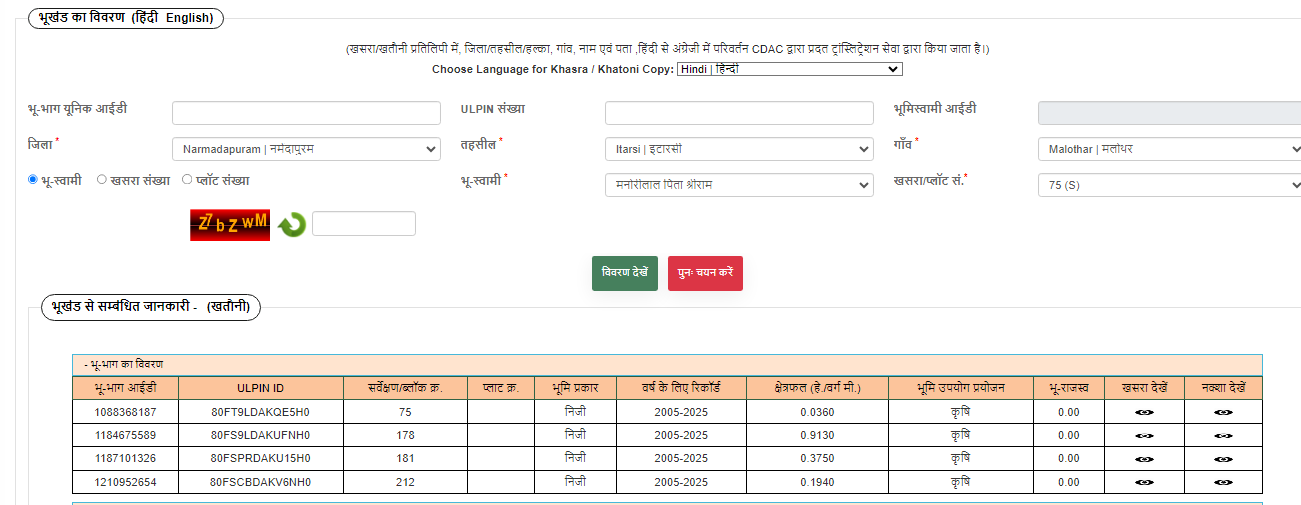 भूखंड का विवरण (हिंदी English)
(खसरा/खतौनी प्रतिलिपी में, जिला/तहसील/हल्का, गांव, नाम एवं पता ,हिंदी से अंग्रेजी में परिवर्तन CDAC द्वारा प्रदत ट्रांस्लिट्रेशन सेवा द्वारा किया जाता है।)
Choose Language for Khasra / Khatoni Copy: Hindi | हिन्दी
भू-भाग यूनिक आईडी ULPIN संख्या भूमिस्वामी आईडी
जिला * Narmadapuram | नर्मदापुरम तहसील * Itarsi | इटारसी गाँव * Malothar | मलोथर
भू-स्वामी खसरा संख्या प्लॉट संख्या भू-स्वामी * मनोरीलाल पिता श्रीराम खसरा/प्लॉट सं.* 75 (S)
Z7bZwM
विवरण देखें पुनः चयन करें
भूखंड से सम्बंधित जानकारी - (खतौनी)
- भू-भाग का विवरण
भू-भाग आईडी ULPIN ID सर्वेक्षण/ब्लॉक क्र. प्लाट क्र. भूमि प्रकार वर्ष के लिए रिकॉर्ड क्षेत्रफल (हे./वर्ग मी.) भूमि उपयोग प्रयोजन भू-राजस्व खसरा देखें नक्शा देखें
1088368187 80FT9LDAKQE5H0 75 निजी 2005-2025 0.0360 कृषि 0.00
1184675589 80FS9LDAKUFNH0 178 निजी 2005-2025 0.9130 कृषि 0.00
1187101326 80FSPRDAKU15H0 181 निजी 2005-2025 0.3750 कृषि 0.00
1210952654 80FSCBDAKV6NH0 212 निजी 2005-2025 0.1940 कृषि 0.00